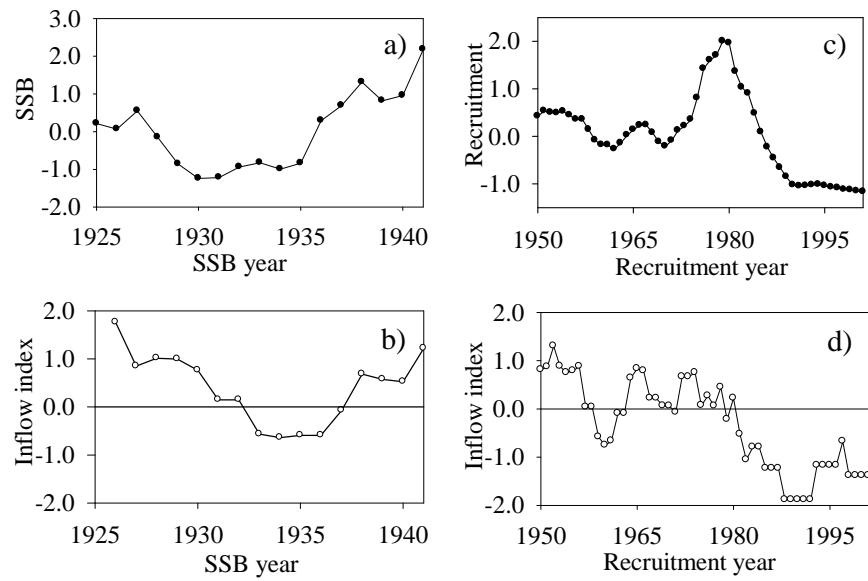 a)
SSB
3.0
2.0
1.0
0.0
-1.0
-2.0
1925 1930 1935 1940
SSB year
c)
Recruitment
2.0
1.0
0.0
-1.0
1950 1965 1980 1995
Recruitment year
b)
Inflow index
2.0
1.0
0.0
-1.0
-2.0
1925 1930 1935 1940
SSB year
d)
Inflow index
2.0
1.0
0.0
-1.0
-2.0
1950 1965 1980 1995
Recruitment year